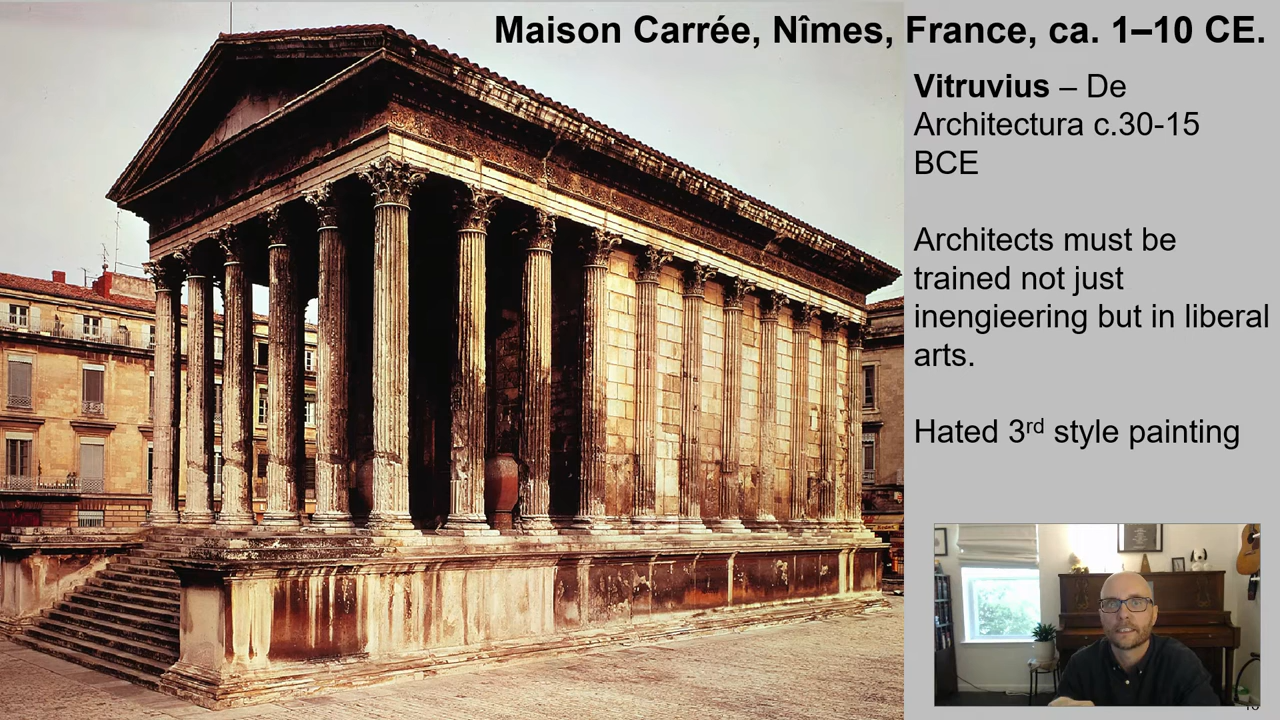 Maison Carrée, Nîmes, France, ca. 1–10 CE.
Vitruvius – De
Architectura c.30-15
BCE
Architects must be
trained not just
inengieering but in liberal
arts.
Hated 3rd style painting